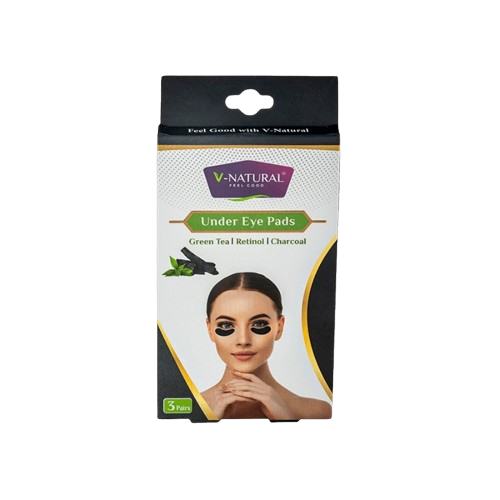 Feel Good with V-Natural
V-NATURAL®
FEEL GOOD
Under Eye Pads
Green Tea | Retinol | Charcoal
3 Pairs